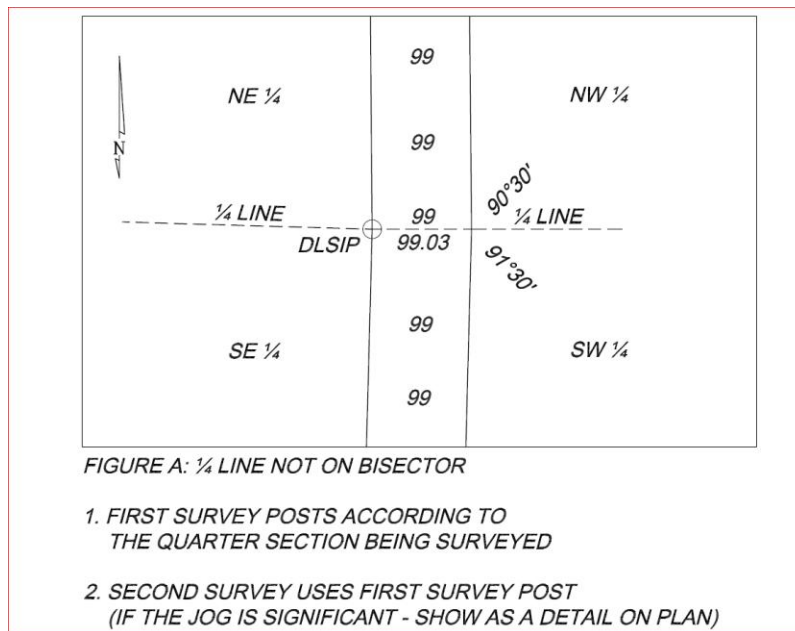 99
NE ¼
NW ¼
N
99
90°30'
¼ LINE
99
¼ LINE
DLSIP
99.03
91°30'
99
SE ¼
SW ¼
99
FIGURE A: ¼ LINE NOT ON BISECTOR
1. FIRST SURVEY POSTS ACCORDING TO
THE QUARTER SECTION BEING SURVEYED
2. SECOND SURVEY USES FIRST SURVEY POST
(IF THE JOG IS SIGNIFICANT - SHOW AS A DETAIL ON PLAN)